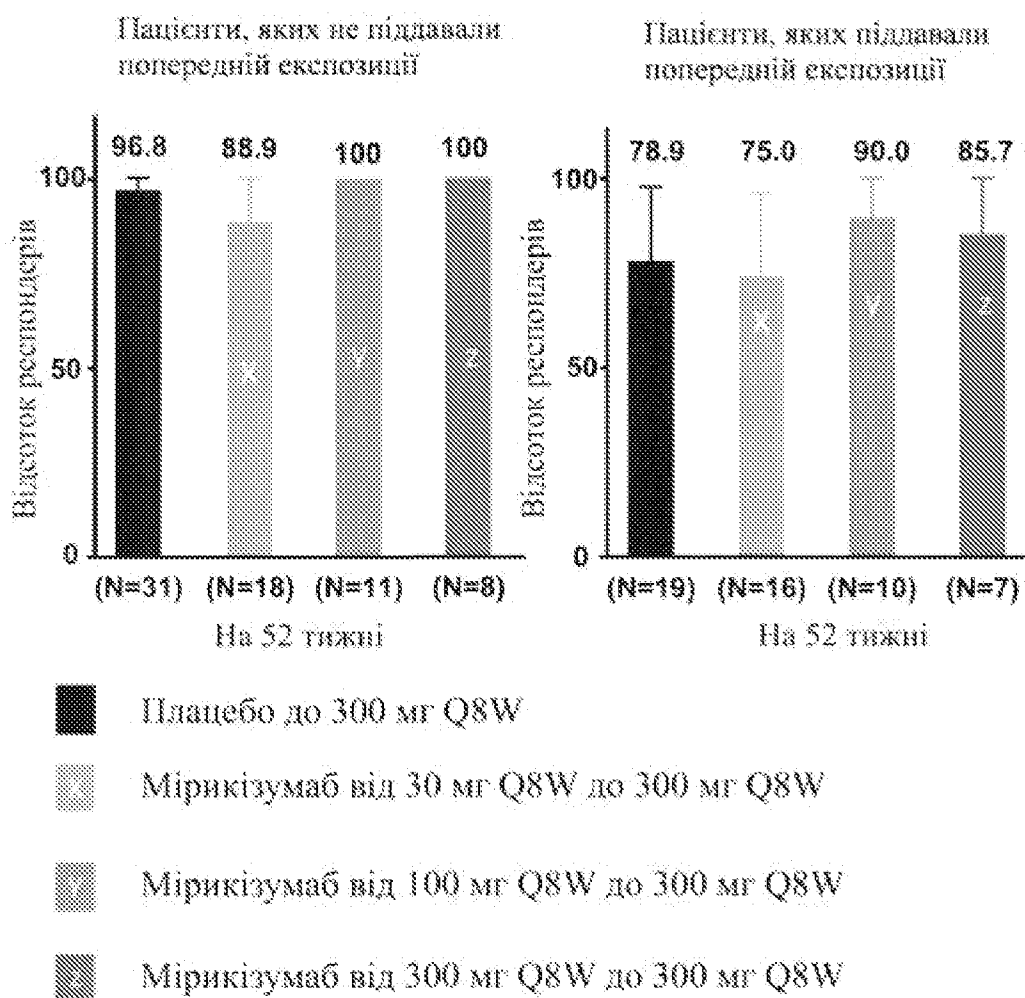 Пацієнти, яких не піддавали
попередній експозиції
96.8 88.9 100 100
100
50
0
Відсоток респондерів
X Y Z
(N=31) (N=18) (N=11) (N=8)
На 52 тижні
Пацієнти, яких піддавали
попередній експозиції
78.9 75.0 90.0 85.7
100
50
0
Відсоток респондерів
X Y Z
(N=19) (N=16) (N=10) (N=7)
На 52 тижні
Плацебо до 300 мг Q8W
X Мірикізумаб від 30 мг Q8W до 300 мг Q8W
Y Мірикізумаб від 100 мг Q8W до 300 мг Q8W
Z Мірикізумаб від 300 мг Q8W до 300 мг Q8W